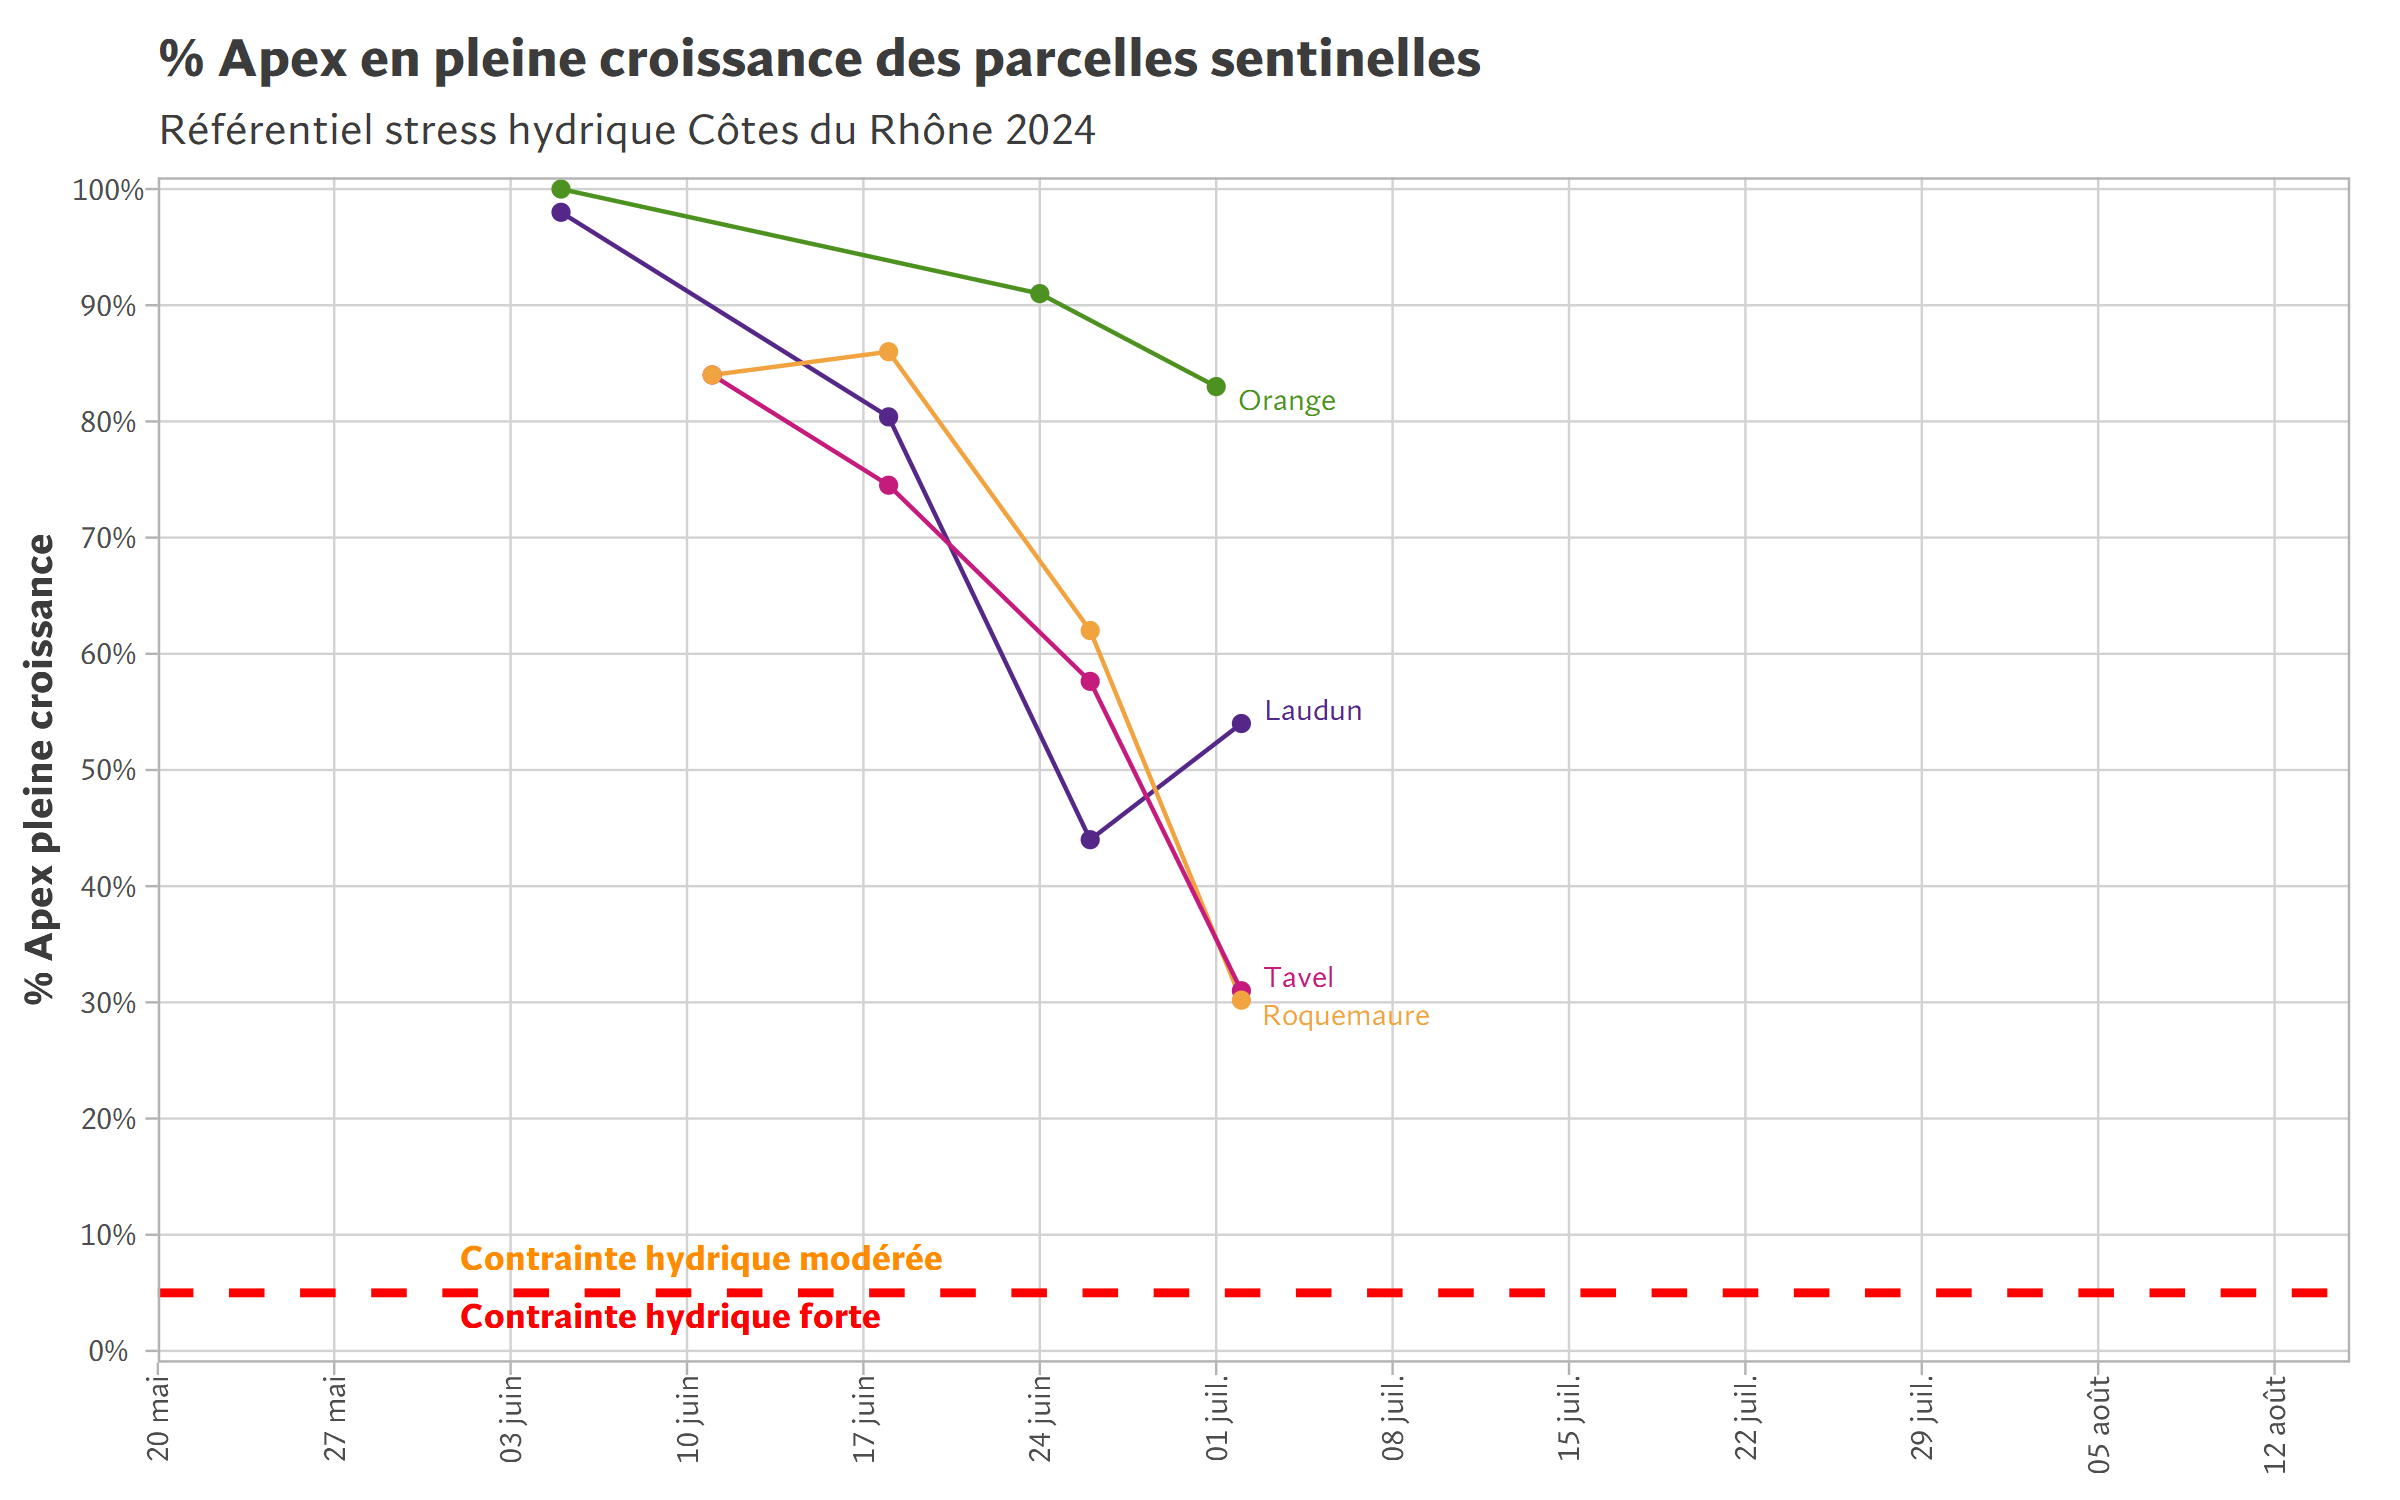 % Apex en pleine croissance des parcelles sentinelles
Référentiel stress hydrique Côtes du Rhône 2024
% Apex pleine croissance
100%
90%
80%
70%
60%
50%
40%
30%
20%
10%
0%
Orange
Laudun
Tavel
Roquemaure
Contrainte hydrique modérée
Contrainte hydrique forte
20 mai
27 mai
03 juin
10 juin
17 juin
24 juin
01 juil.
08 juil.
15 juil.
22 juil.
29 juil.
05 août
12 août